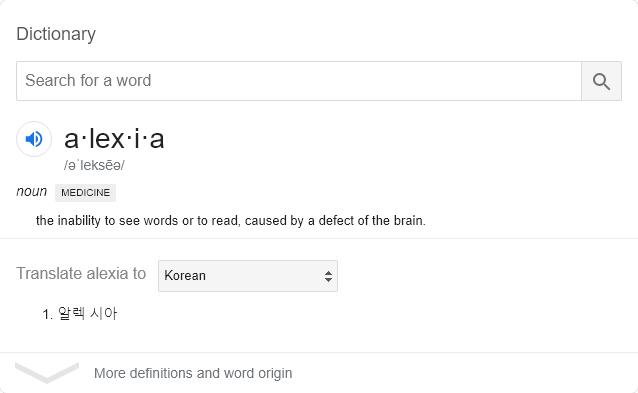 Dictionary
Search for a word
a·lex·i·a
/əˈleksēə/
noun MEDICINE
the inability to see words or to read, caused by a defect of the brain.
Translate alexia to Korean
1. 알렉 시아
More definitions and word origin